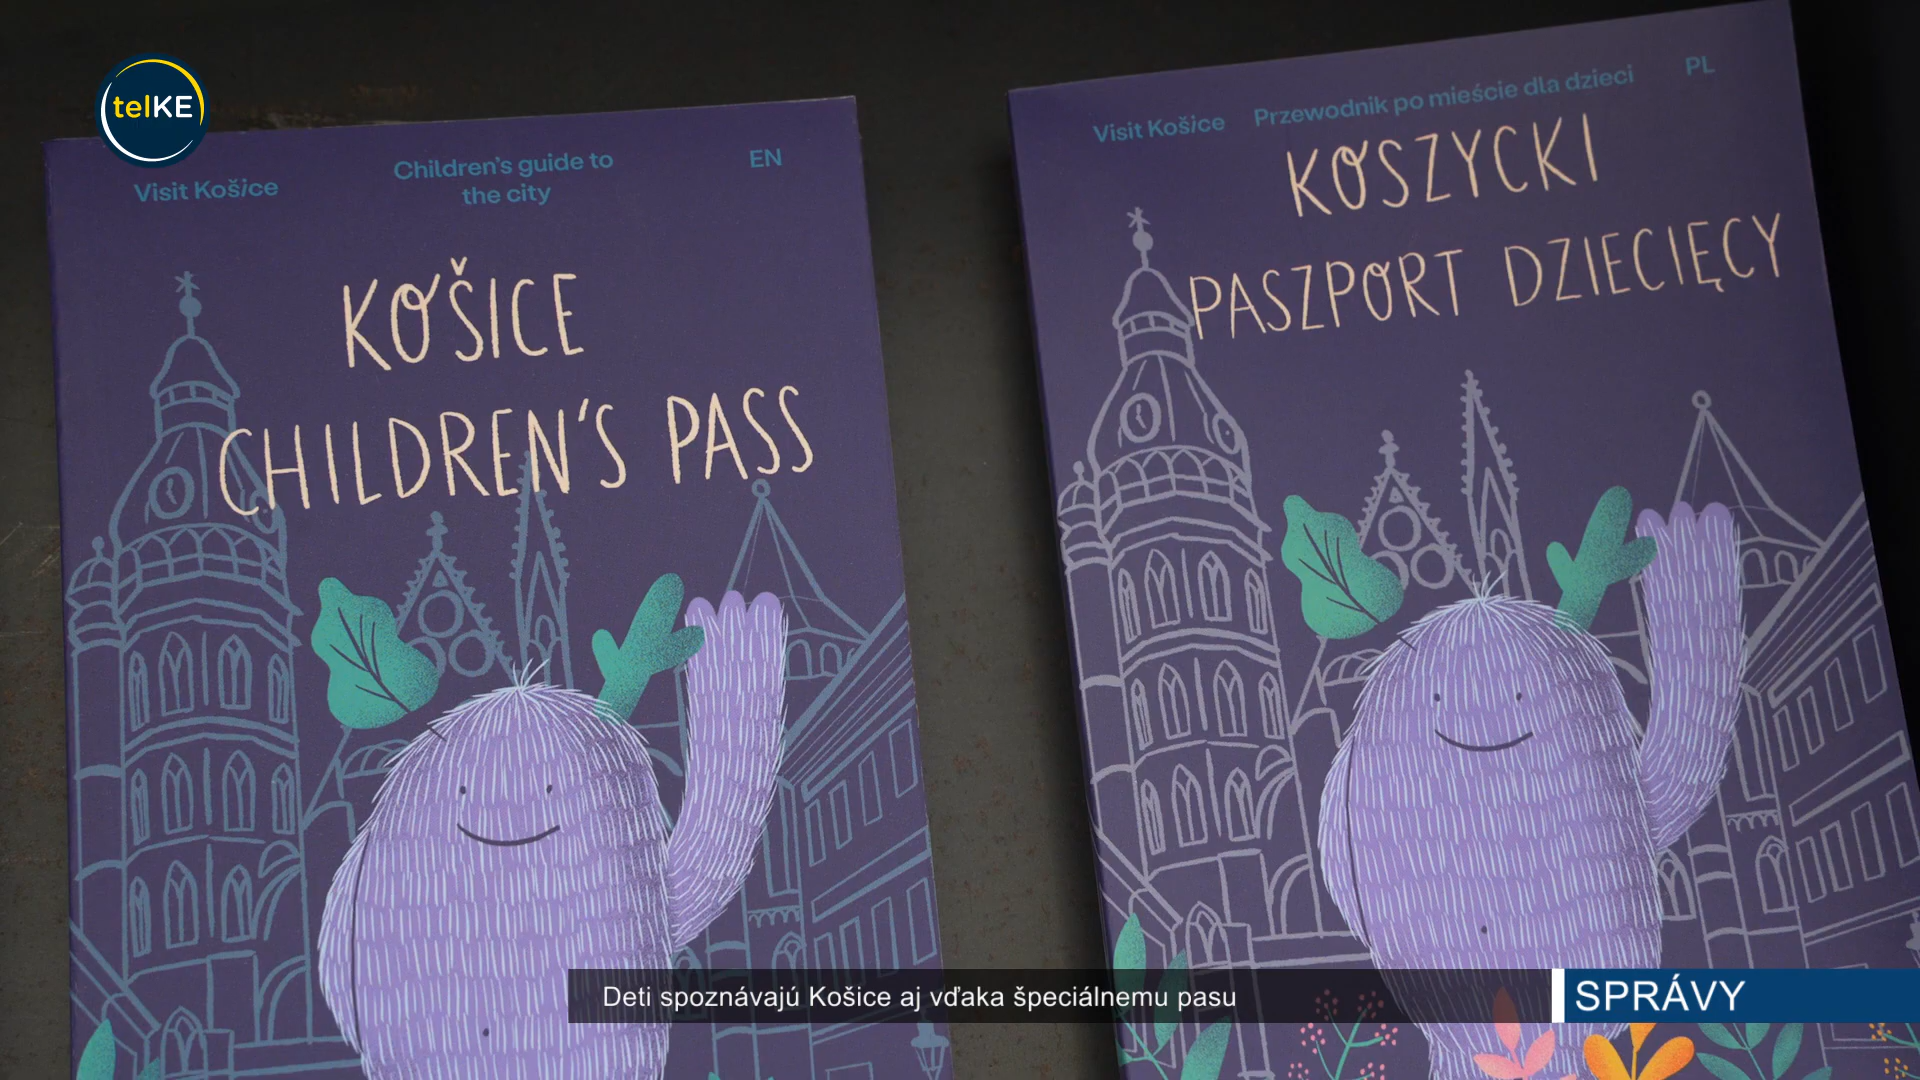 telKE
Visit Košice
Children's guide to
the city
EN
KOŠICE
CHILDREN'S PASS
Visit Košice
Przewodnik po mieście dla dzieci
PL
KOSZYCKI
PASZPORT DZIECIĘCY
Deti spoznávajú Košice aj vďaka špeciálnemu pasu
SPRÁVY